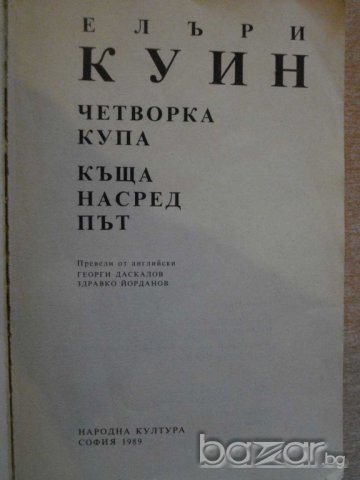 ЕЛЪРИ
КУИН
ЧЕТВОРКА
КУПА
КЪЩА
НАСРЕД
ПЪТ
Превели от английски
ГЕОРГИ ДАСКАЛОВ
ЗДРАВКО ЙОРДАНОВ
НАРОДНА КУЛТУРА
СОФИЯ 1989
bazar.bg